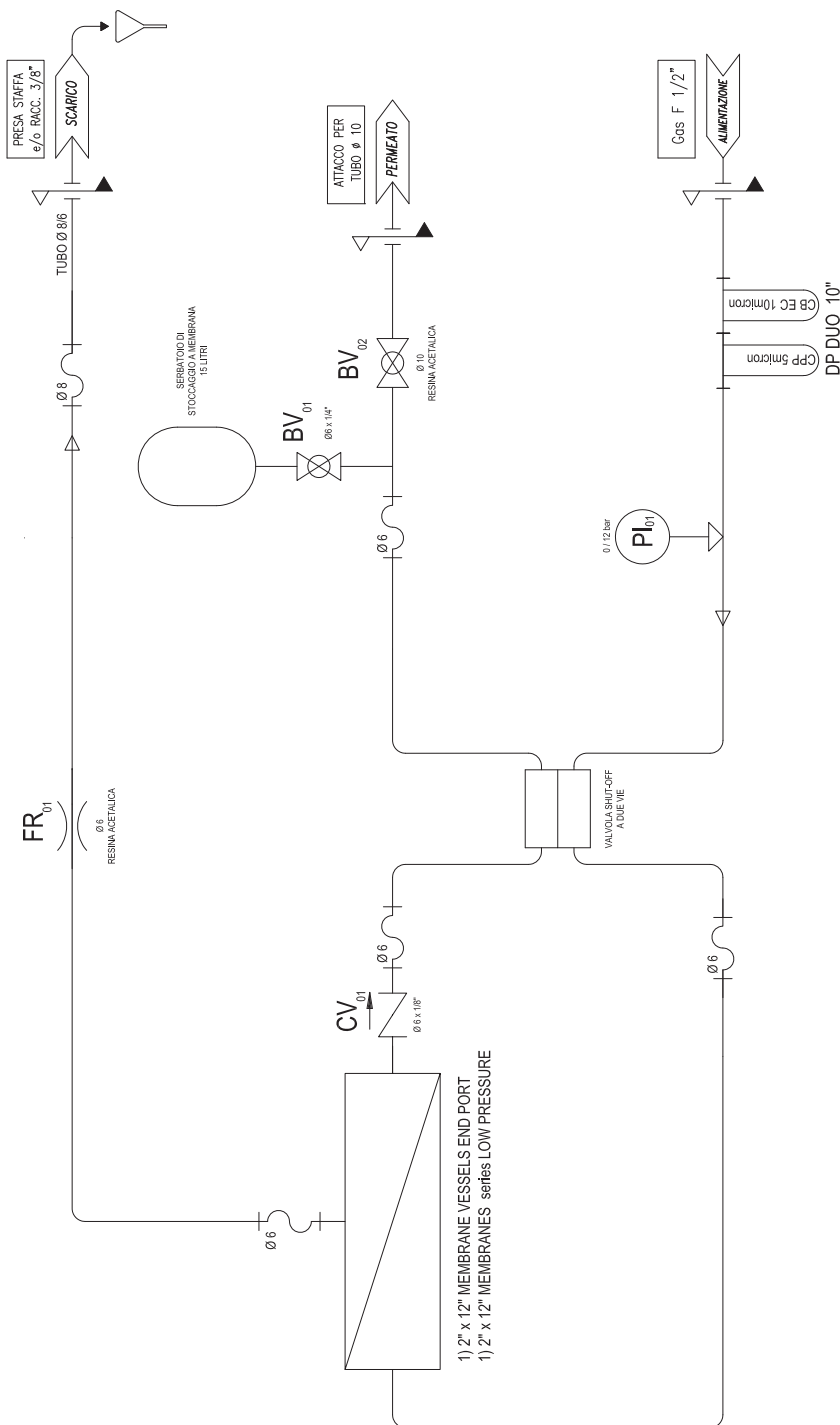 PRESA STAFFA
e/o RACC. 3/8"
SCARICO
TUBO Ø 8/6
Ø 8
FR01
Ø 6
RESINA ACETALICA
Ø 6
ATTACCO PER
TUBO ø 10
PERMEATO
SERBATOIO DI
STOCCAGGIO A MEMBRANA
15 LITRI
BV01
Ø6 x 1/4"
BV02
Ø 10
RESINA ACETALICA
Ø 6
Ø 6
CV01
Ø 6 x 1/8"
1) 2" x 12" MEMBRANE VESSELS END PORT
1) 2" x 12" MEMBRANES series LOW PRESSURE
VALVOLA SHUT-OFF
A DUE VIE
Gas F 1/2"
ALIMENTAZIONE
CB EC 10micron
CPP 5micron
DP DUO 10"
0 / 12 bar
PI01
Ø 6